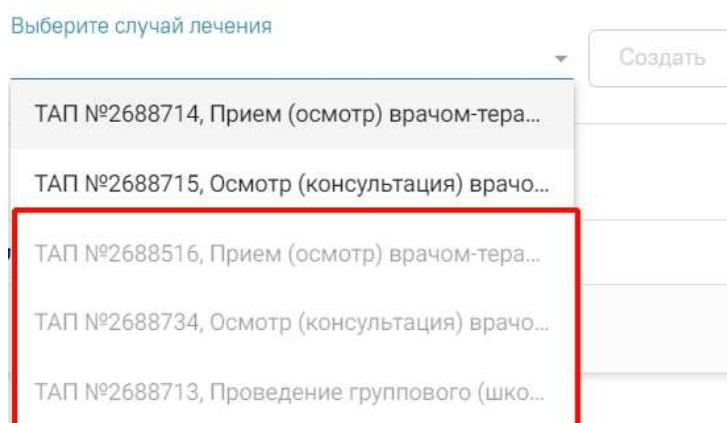 Выберите случай лечения
Создать
ТАП №2688714, Прием (осмотр) врачом-тера...
ТАП №2688715, Осмотр (консультация) врачо...
ТАП №2688516, Прием (осмотр) врачом-тера...
ТАП №2688734, Осмотр (консультация) врачо...
ТАП №2688713, Проведение группового (шко...